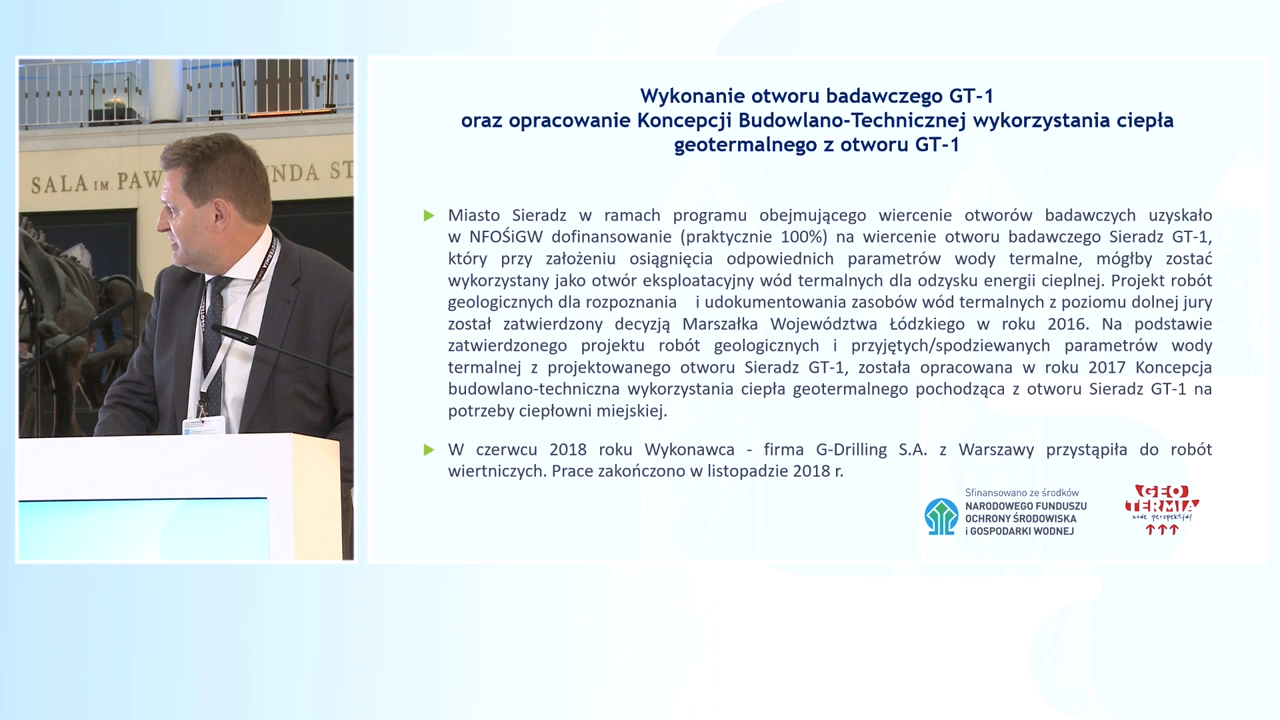 SALA IM. PAW
NDA ST
Wykonanie otworu badawczego GT-1
oraz opracowanie Koncepcji Budowlano-Technicznej wykorzystania ciepła
geotermalnego z otworu GT-1
Miasto Sieradz w ramach programu obejmującego wiercenie otworów badawczych uzyskało
w NFOŚiGW dofinansowanie (praktycznie 100%) na wiercenie otworu badawczego Sieradz GT-1,
który przy założeniu osiągnięcia odpowiednich parametrów wody termalne, mógłby zostać
wykorzystany jako otwór eksploatacyjny wód termalnych dla odzysku energii cieplnej. Projekt robót
geologicznych dla rozpoznania i udokumentowania zasobów wód termalnych z poziomu dolnej jury
został zatwierdzony decyzją Marszałka Województwa Łódzkiego w roku 2016. Na podstawie
zatwierdzonego projektu robót geologicznych i przyjętych/spodziewanych parametrów wody
termalnej z projektowanego otworu Sieradz GT-1, została opracowana w roku 2017 Koncepcja
budowlano-techniczna wykorzystania ciepła geotermalnego pochodząca z otworu Sieradz GT-1 na
potrzeby ciepłowni miejskiej.
W czerwcu 2018 roku Wykonawca - firma G-Drilling S.A. z Warszawy przystąpiła do robót
wiertniczych. Prace zakończono w listopadzie 2018 r.
Sfinansowano ze środków
NARODOWEGO FUNDUSZU
OCHRONY ŚRODOWISKA
i GOSPODARKI WODNEJ
GEO
TERMIA
nowe perspektywy